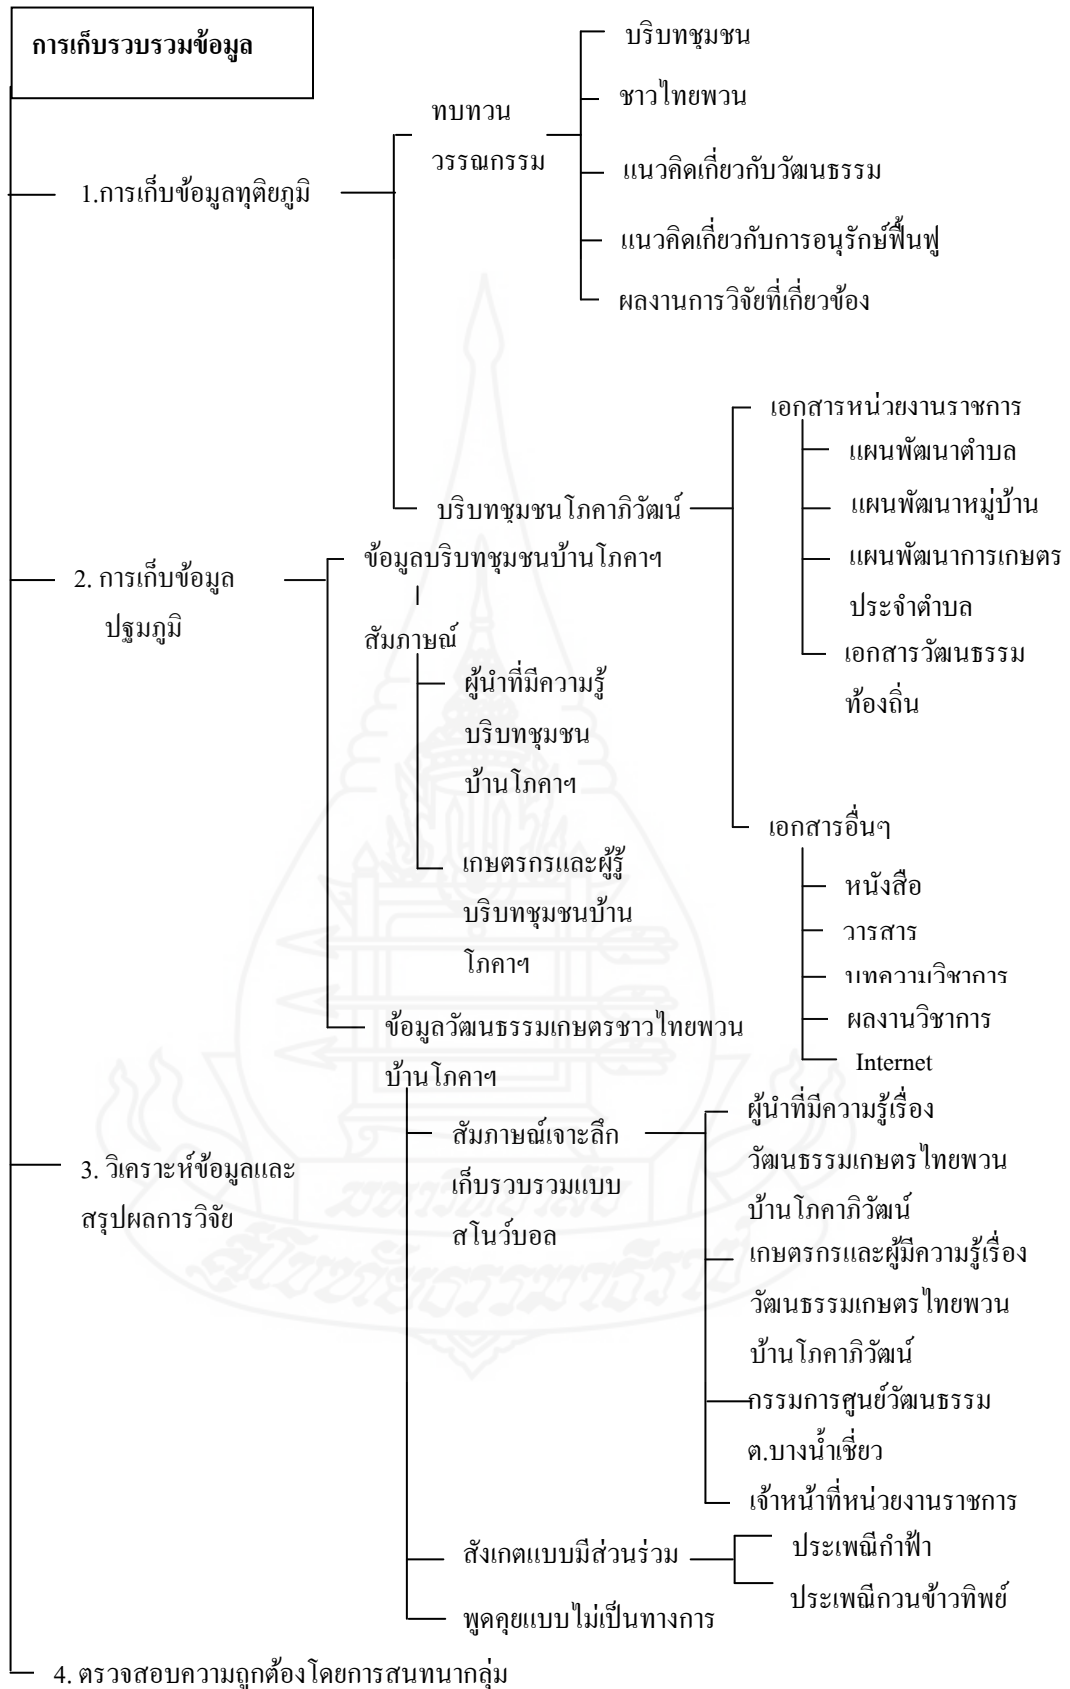 การเก็บรวบรวมข้อมูล
1.การเก็บข้อมูลทุติยภูมิ
ทบทวน
วรรณกรรม
บริบทชุมชน
ชาวไทยพวน
แนวคิดเกี่ยวกับวัฒนธรรม
แนวคิดเกี่ยวกับการอนุรักษ์ฟื้นฟู
ผลงานการวิจัยที่เกี่ยวข้อง
บริบทชุมชนโภคาภิวัฒน์
เอกสารหน่วยงานราชการ
แผนพัฒนาตำบล
แผนพัฒนาหมู่บ้าน
แผนพัฒนาการเกษตร
ประจำตำบล
เอกสารวัฒนธรรม
ท้องถิ่น
เอกสารอื่นๆ
หนังสือ
วารสาร
บทความวิชาการ
ผลงานวิชาการ
Internet
2. การเก็บข้อมูล
ปฐมภูมิ
ข้อมูลบริบทชุมชนบ้านโภคาฯ
สัมภาษณ์
ผู้นำที่มีความรู้
บริบทชุมชน
บ้านโภคาฯ
เกษตรกรและผู้รู้
บริบทชุมชนบ้าน
โภคาฯ
ข้อมูลวัฒนธรรมเกษตรชาวไทยพวน
บ้านโภคาฯ
สัมภาษณ์เจาะลึก
เก็บรวบรวมแบบ
สโนว์บอล
ผู้นำที่มีความรู้เรื่อง
วัฒนธรรมเกษตรไทยพวน
บ้านโภคาภิวัฒน์
เกษตรกรและผู้มีความรู้เรื่อง
วัฒนธรรมเกษตรไทยพวน
บ้านโภคาภิวัฒน์
กรรมการศูนย์วัฒนธรรม
ต.บางน้ำเชี่ยว
เจ้าหน้าที่หน่วยงานราชการ
สังเกตแบบมีส่วนร่วม
ประเพณีกำฟ้า
ประเพณีกวนข้าวทิพย์
พูดคุยแบบไม่เป็นทางการ
3. วิเคราะห์ข้อมูลและ
สรุปผลการวิจัย
4. ตรวจสอบความถูกต้องโดยการสนทนากลุ่ม
มหาวิทยาลัย
สุโขทัยธรรมาธิราช